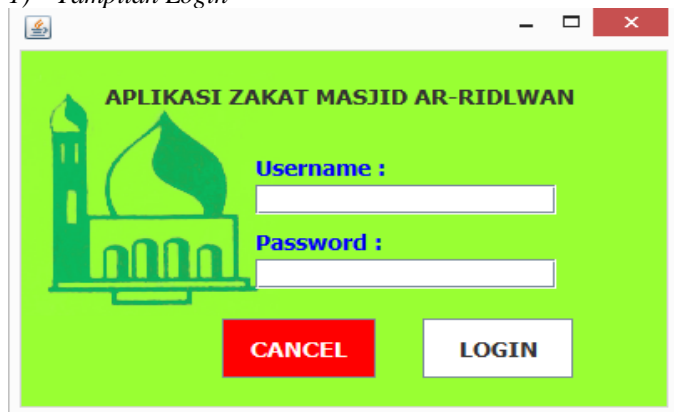 1) Tampilan Login
APLIKASI ZAKAT MASJID AR-RIDLWAN
Username :
Password :
CANCEL
LOGIN